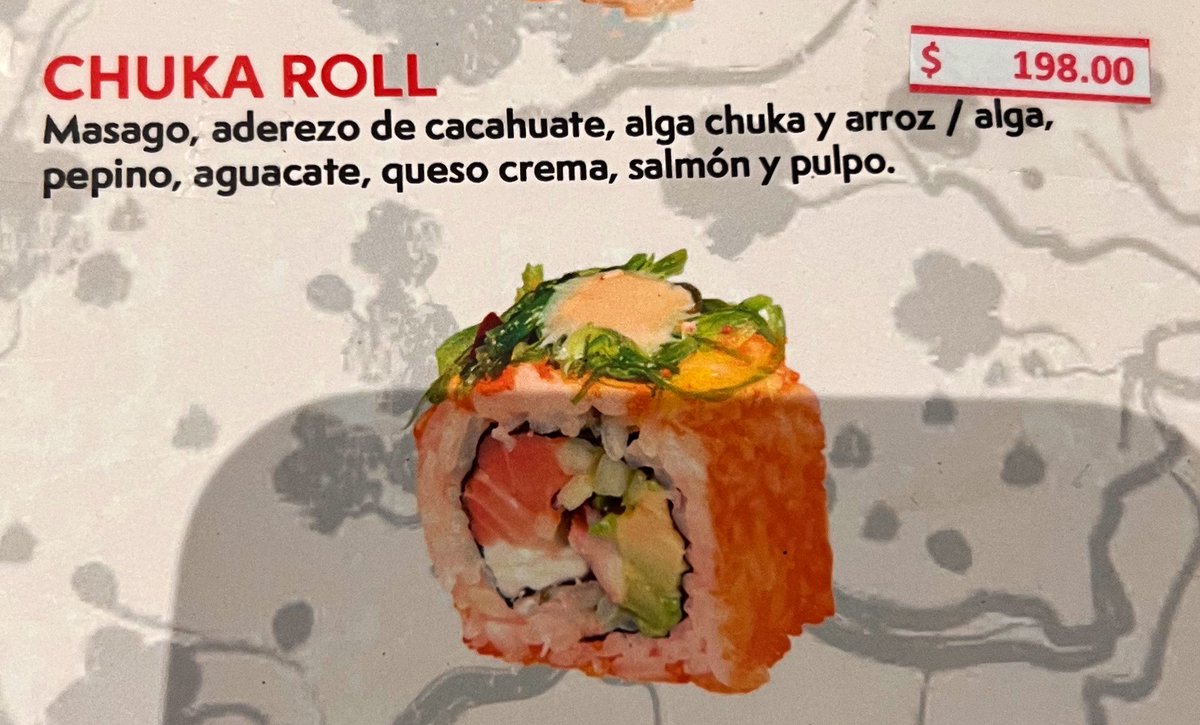 CHUKA ROLL
$ 198.00
Masago, aderezo de cacahuate, alga chuka y arroz / alga,
pepino, aguacate, queso crema, salmón y pulpo.